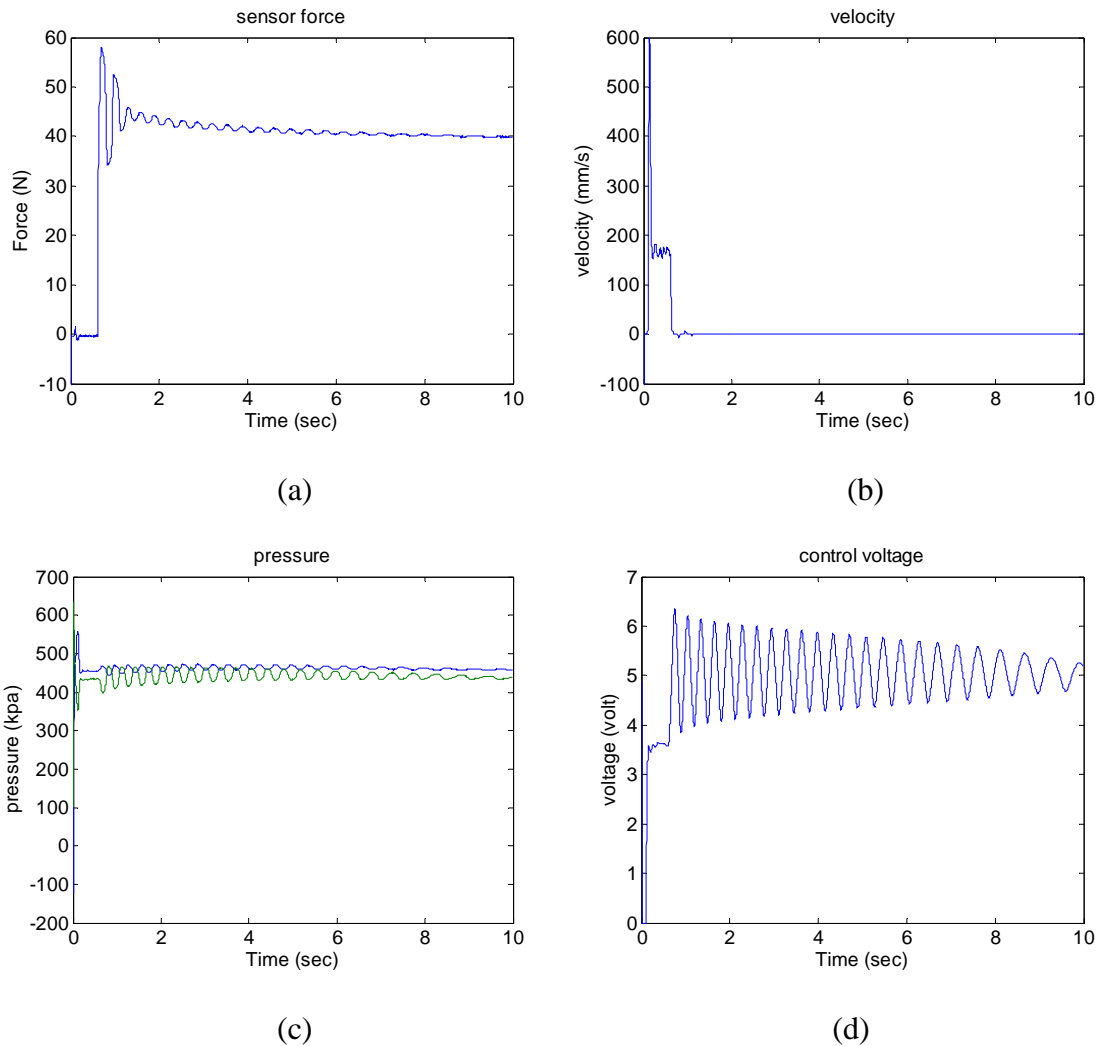 sensor force
60
50
40
30
20
10
0
-10
Force (N)
0 2 4 6 8 10
Time (sec)
(a)
velocity
600
500
400
300
200
100
0
-100
velocity (mm/s)
0 2 4 6 8 10
Time (sec)
(b)
pressure
700
600
500
400
300
200
100
0
-100
-200
pressure (kpa)
0 2 4 6 8 10
Time (sec)
(c)
control voltage
7
6
5
4
3
2
1
0
voltage (volt)
0 2 4 6 8 10
Time (sec)
(d)